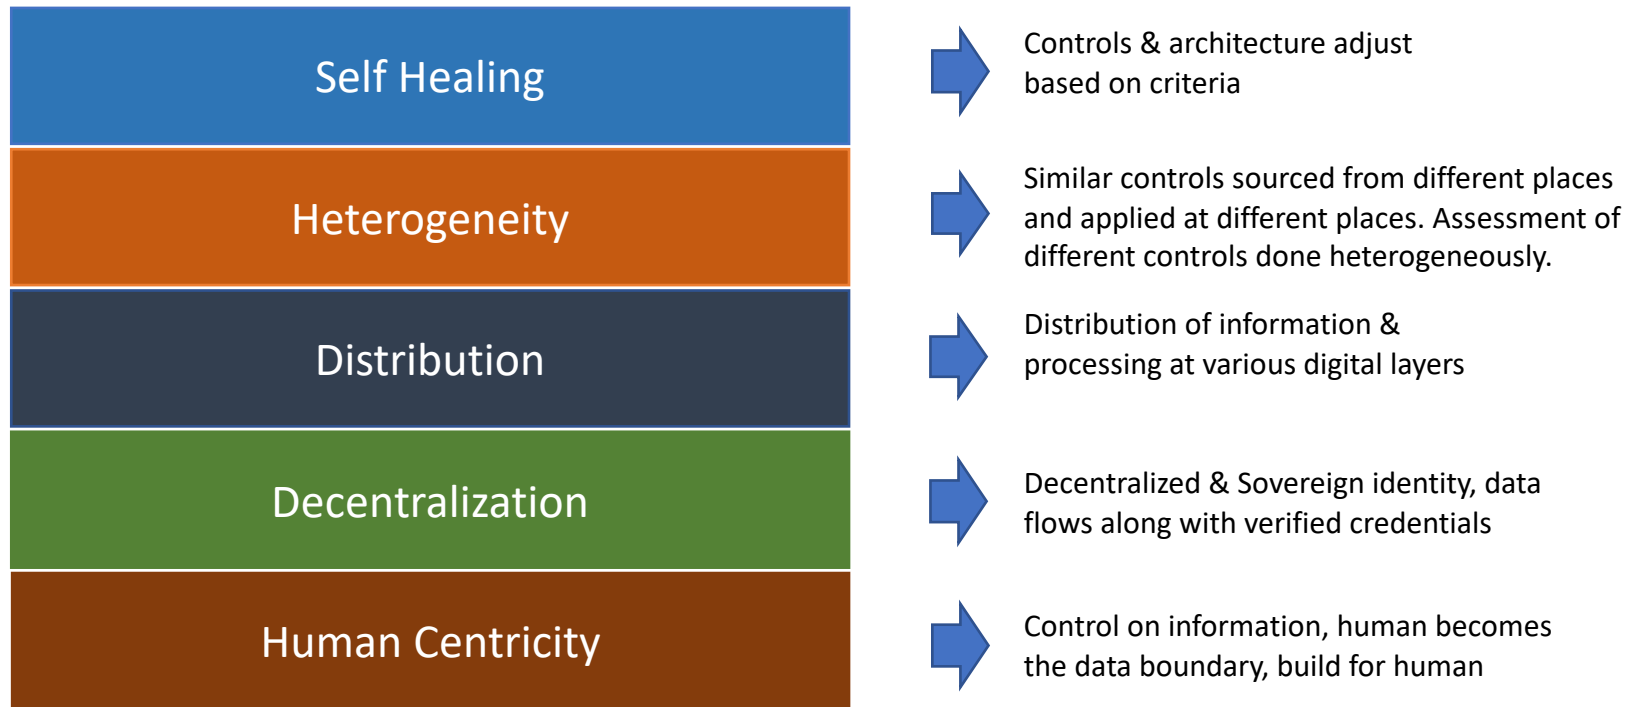 Self Healing
Controls & architecture adjust
based on criteria
Heterogeneity
Similar controls sourced from different places
and applied at different places. Assessment of
different controls done heterogeneously.
Distribution
Distribution of information &
processing at various digital layers
Decentralization
Decentralized & Sovereign identity, data
flows along with verified credentials
Human Centricity
Control on information, human becomes
the data boundary, build for human